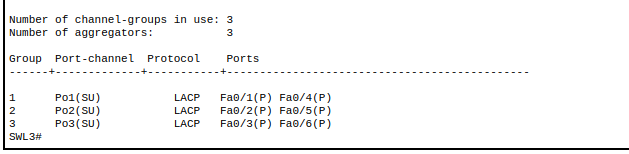 Number of channel-groups in use: 3
Number of aggregators:           3
Group  Port-channel  Protocol    Ports
------+-------------+-----------+----------------------------------------------
1      Po1(SU)           LACP   Fa0/1(P) Fa0/4(P)
2      Po2(SU)           LACP   Fa0/2(P) Fa0/5(P)
3      Po3(SU)           LACP   Fa0/3(P) Fa0/6(P)
SWL3#